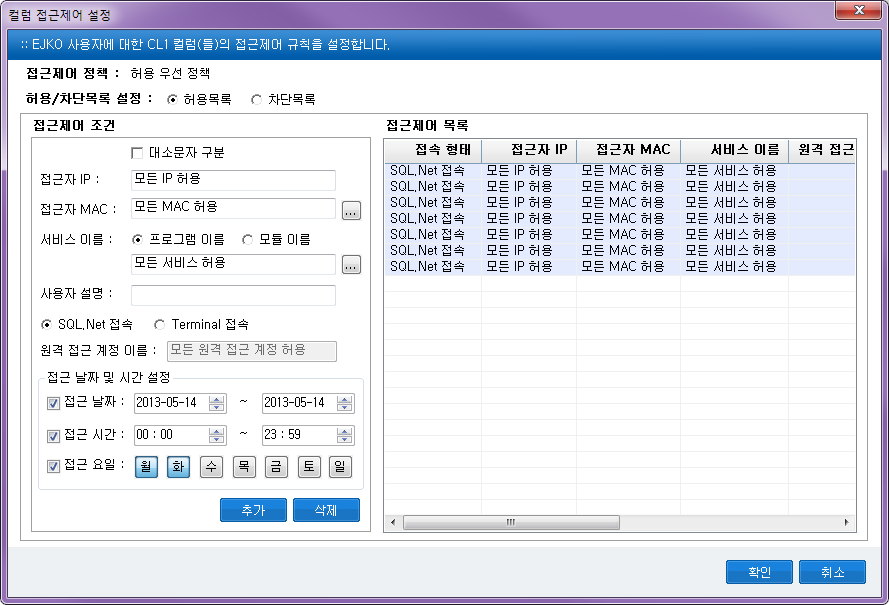 컬럼 접근제어 설정
:: EJKO 사용자에 대한 CL1 컬럼(들)의 접근제어 규칙을 설정합니다.
접근제어 정책 : 허용 우선 정책
허용/차단목록 설정 : 허용목록 차단목록
접근제어 조건
대소문자 구분
접근자 IP : 모든 IP 허용
접근자 MAC : 모든 MAC 허용 ...
서비스 이름 : 프로그램 이름 모듈 이름
모든 서비스 허용 ...
사용자 설명 :
SQL.Net 접속 Terminal 접속
원격 접근 계정 이름 : 모든 원격 접근 계정 허용
접근 날짜 및 시간 설정
접근 날짜 : 2013-05-14 ~ 2013-05-14
접근 시간 : 00 : 00 ~ 23 : 59
접근 요일 : 월 화 수 목 금 토 일
추가 삭제
접근제어 목록
접속 형태 접근자 IP 접근자 MAC 서비스 이름 원격 접근
SQL.Net 접속 모든 IP 허용 모든 MAC 허용 모든 서비스 허용
SQL.Net 접속 모든 IP 허용 모든 MAC 허용 모든 서비스 허용
SQL.Net 접속 모든 IP 허용 모든 MAC 허용 모든 서비스 허용
SQL.Net 접속 모든 IP 허용 모든 MAC 허용 모든 서비스 허용
SQL.Net 접속 모든 IP 허용 모든 MAC 허용 모든 서비스 허용
SQL.Net 접속 모든 IP 허용 모든 MAC 허용 모든 서비스 허용
SQL.Net 접속 모든 IP 허용 모든 MAC 허용 모든 서비스 허용
확인 취소